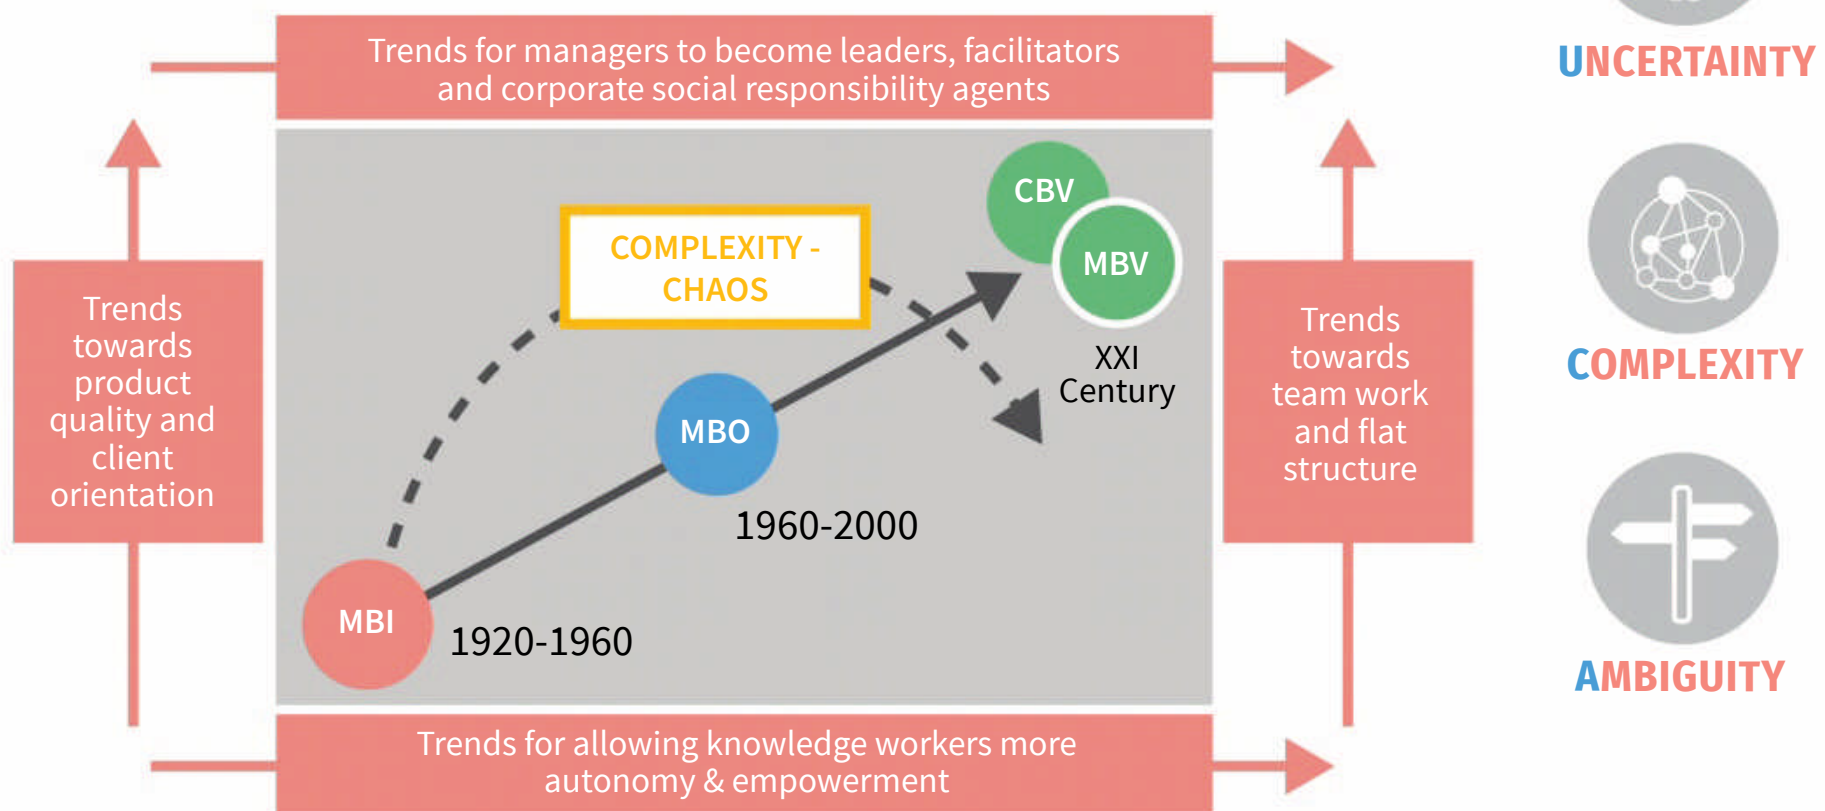 Trends for managers to become leaders, facilitators
and corporate social responsibility agents
Trends
towards
product
quality and
client
orientation
COMPLEXITY -
CHAOS
CBV
MBV
XXI
Century
MBO
1960-2000
MBI
1920-1960
Trends
towards
team work
and flat
structure
Trends for allowing knowledge workers more
autonomy & empowerment
UNCERTAINTY
COMPLEXITY
AMBIGUITY